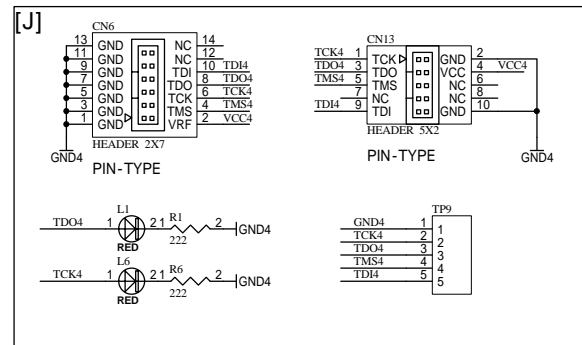 [J]
CN6
13 GND NC 14
11 GND NC 12
9 GND TDI 10 TDI4
7 GND TDO 8 TDO4
5 GND TCK 6 TCK4
3 GND TMS 4 TMS4
1 GND VRF 2 VCC4
HEADER 2X7
GND4
PIN-TYPE
CN13
TCK4 1 TCK GND 2
TDO4 3 TDO VCC 4 VCC4
TMS4 5 TMS NC 6
7 NC NC 8
TDI4 9 TDI GND 10
HEADER 5X2
PIN-TYPE
GND4
L1
TDO4 1 2 1 R1 2 GND4
RED 222
L6
TCK4 1 2 1 R6 2 GND4
RED 222
TP9
GND4 1 1
TCK4 2 2
TDO4 3 3
TMS4 4 4
TDI4 5 5